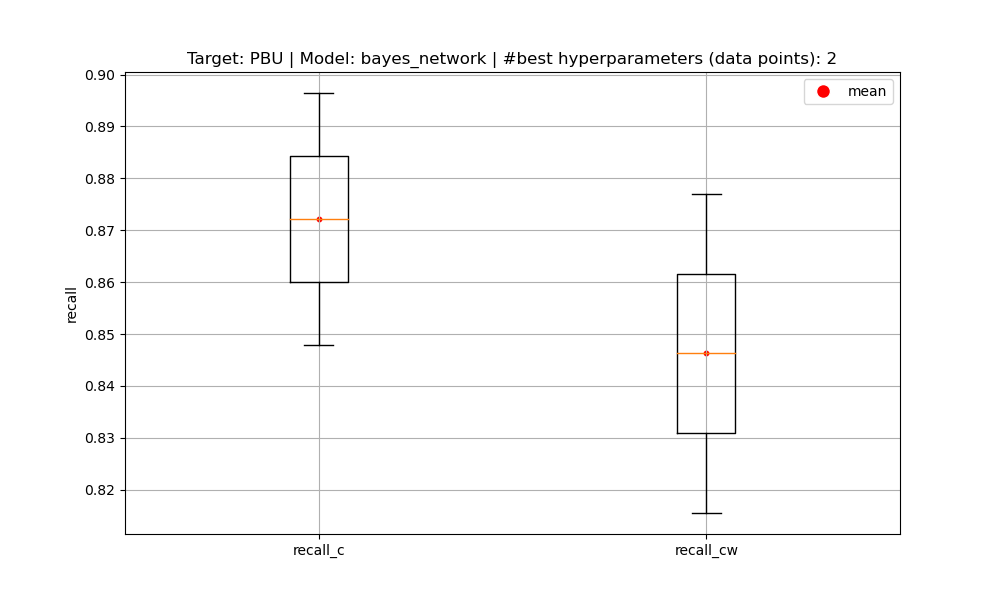 Target: PBU | Model: bayes_network | #best hyperparameters (data points): 2
mean
recall
0.90
0.89
0.88
0.87
0.86
0.85
0.84
0.83
0.82
recall_c
recall_cw